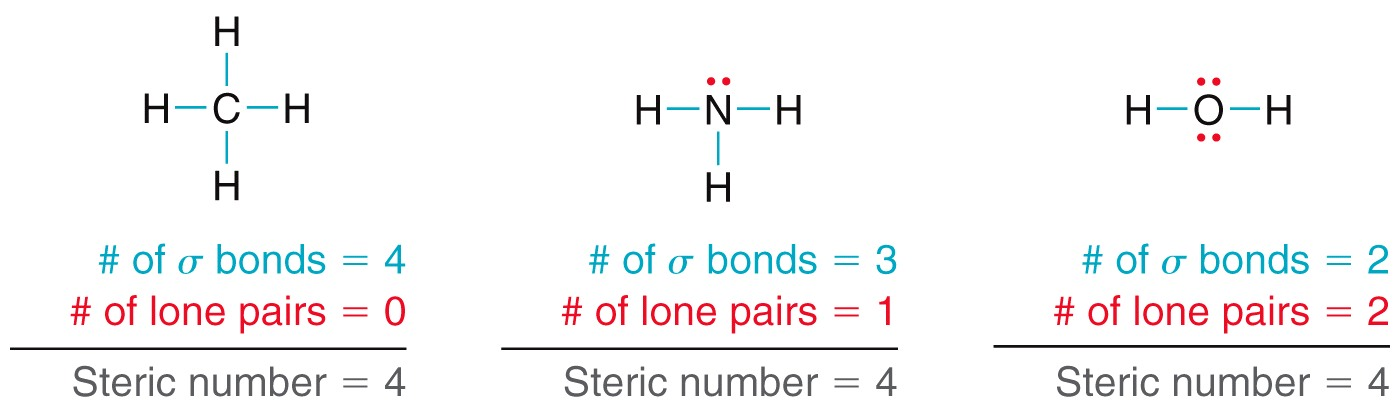 H
H–C–H
H
# of σ bonds = 4
# of lone pairs = 0
Steric number = 4
H–N–H
H
# of σ bonds = 3
# of lone pairs = 1
Steric number = 4
H–O–H
# of σ bonds = 2
# of lone pairs = 2
Steric number = 4